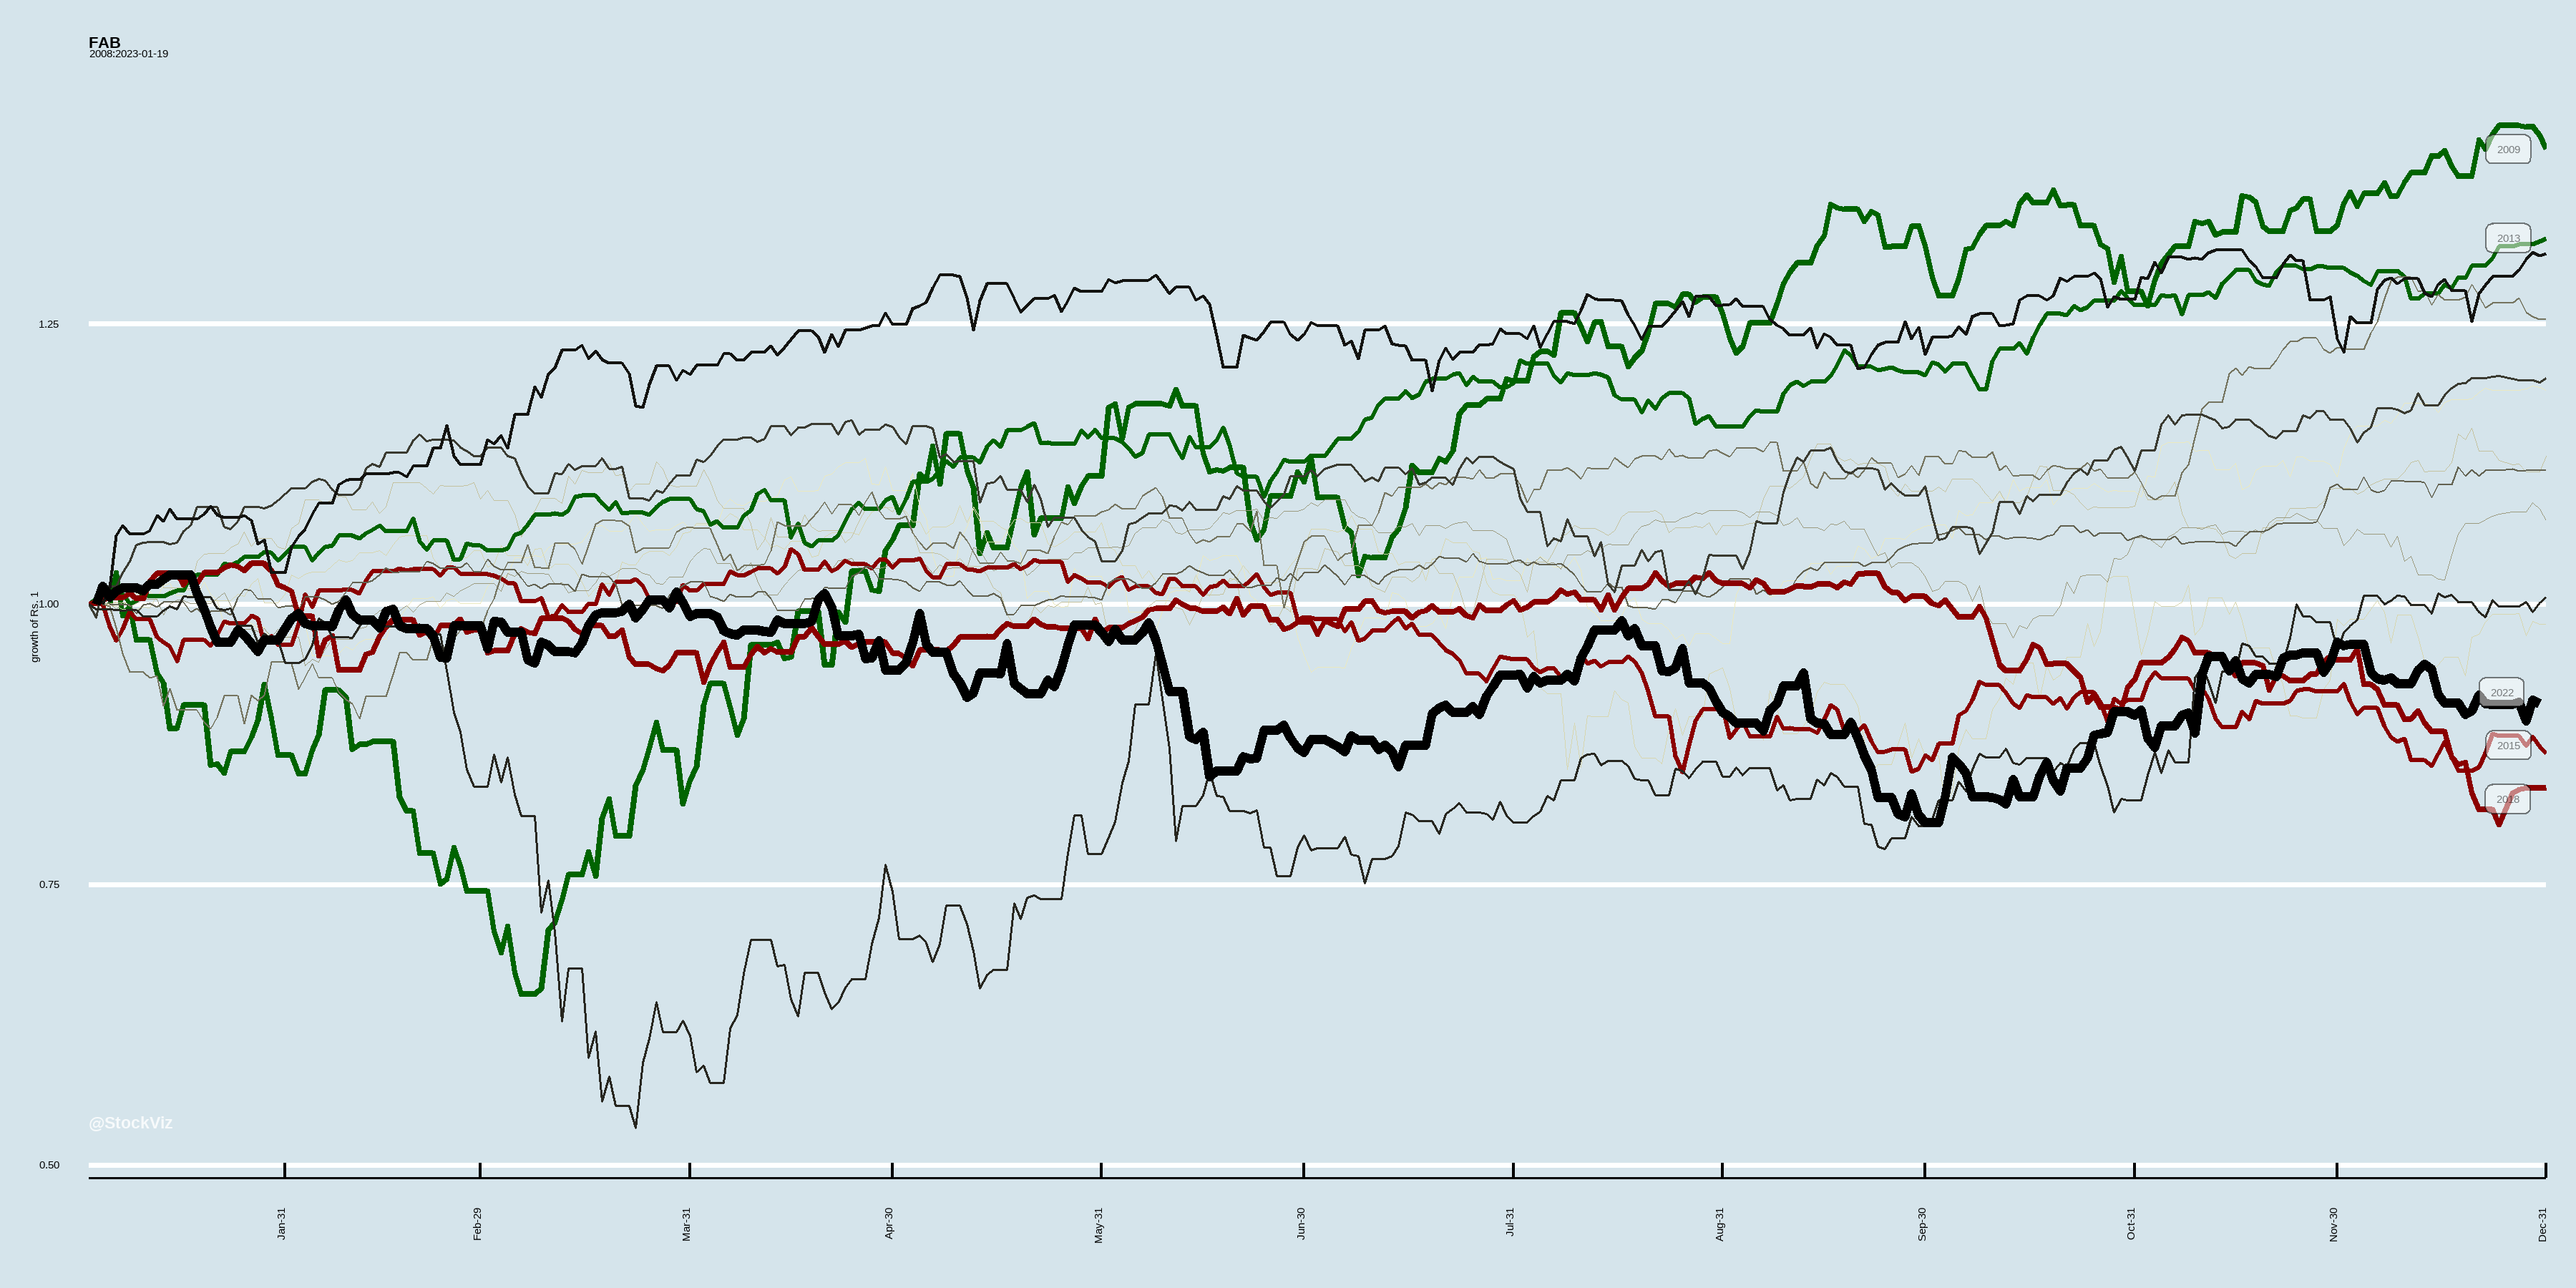 FAB
2008:2023-01-19
2009
2013
1.25
growth of Rs. 1
1.00
2022
2015
2018
0.75
@StockViz
0.50
Jan-31
Feb-29
Mar-31
Apr-30
May-31
Jun-30
Jul-31
Aug-31
Sep-30
Oct-31
Nov-30
Dec-31